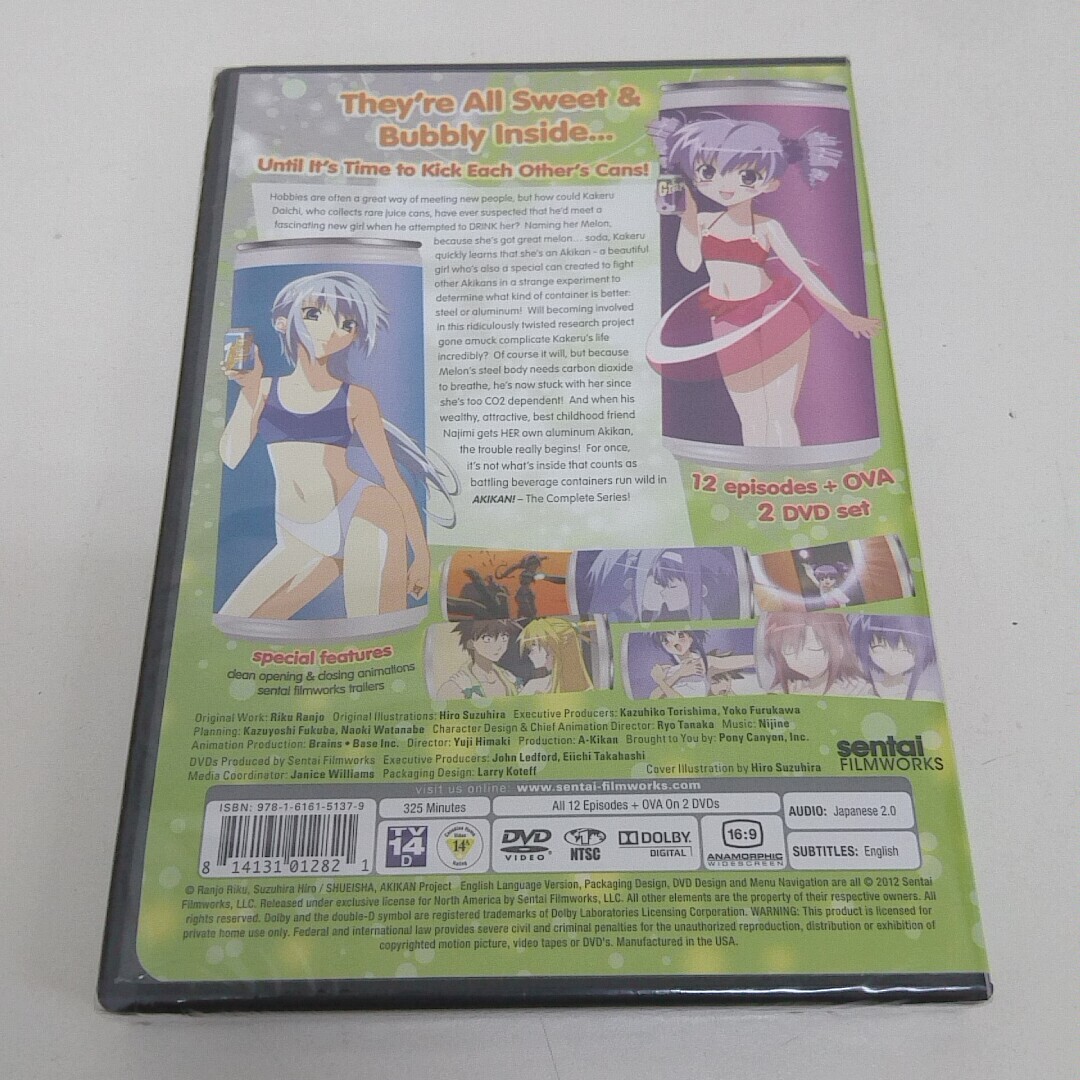 They're All Sweet &
Bubbly Inside...
Until It's Time to Kick Each Other's Cans!
Hobbies are often a great way of meeting new people, but how could Kakeru
Daichi, who collects rare juice cans, have ever suspected that he'd meet a
fascinating new girl when he attempted to DRINK her? Naming her Melon,
because she's got great melon... soda, Kakeru
quickly learns that she's an Akikan - a beautiful
girl who's also a special can created to fight
other Akikans in a strange experiment to
determine what kind of container is better:
steel or aluminum! Will becoming involved
in this ridiculously twisted research project
gone amuck complicate Kakeru's life
incredibly? Of course it will, but because
Melon's steel body needs carbon dioxide
to breathe, he's now stuck with her since
she's too CO2 dependent! And when his
wealthy, attractive, best childhood friend
Najimi gets HER own aluminum Akikan,
the trouble really begins! For once,
it's not what's inside that counts as
battling beverage containers run wild in
AKIKAN! – The Complete Series!
12 episodes + OVA
2 DVD set
special features
clean opening & closing animations
sentai filmworks trailers
Original Work: Riku Ranjo Original Illustrations: Hiro Suzuhira Executive Producers: Kazuhiko Torishima, Yoko Furukawa
Planning: Kazuyoshi Fukuba, Naoki Watanabe Character Design & Chief Animation Director: Ryo Tanaka Music: Nijine
Animation Production: Brains • Base Inc. Director: Yuji Himaki Production: A-Kikan Brought to You by: Pony Canyon, Inc.
DVDs Produced by Sentai Filmworks Executive Producers: John Ledford, Eiichi Takahashi
Media Coordinator: Janice Williams Packaging Design: Larry Koteff Cover Illustration by Hiro Suzuhira
sentai
FILMWORKS
visit us online: www.sentai-filmworks.com
ISBN: 978-1-6161-5137-9
8 14131 01282 1
325 Minutes
TV
14
D
14+
All 12 Episodes + OVA On 2 DVDs
DVD
VIDEO
NTSC
DOLBY
DIGITAL
16:9
ANAMORPHIC
WIDESCREEN
AUDIO: Japanese 2.0
SUBTITLES: English
© Ranjo Riku, Suzuhira Hiro / SHUEISHA, AKIKAN Project English Language Version, Packaging Design, DVD Design and Menu Navigation are all © 2012 Sentai
Filmworks, LLC. Released under exclusive license for North America by Sentai Filmworks, LLC. All other elements are the property of their respective owners. All
rights reserved. Dolby and the double-D symbol are registered trademarks of Dolby Laboratories Licensing Corporation. WARNING: This product is licensed for
private home use only. Federal and international law provides severe civil and criminal penalties for the unauthorized reproduction, distribution or exhibition of
copyrighted motion picture, video tapes or DVD's. Manufactured in the USA.